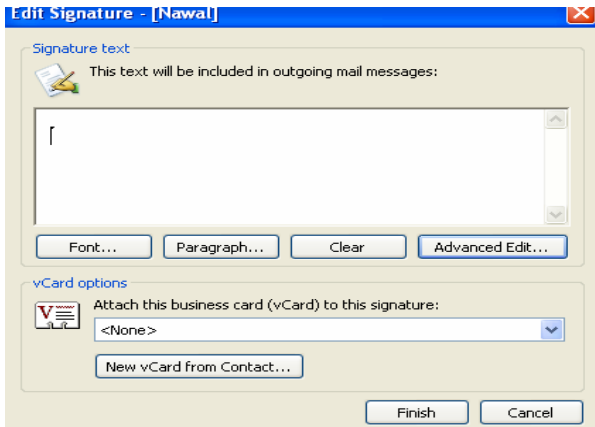 Edit Signature - [Nawal]
Signature text
This text will be included in outgoing mail messages:
Font... Paragraph... Clear Advanced Edit...
vCard options
Attach this business card (vCard) to this signature:
<None>
New vCard from Contact...
Finish Cancel